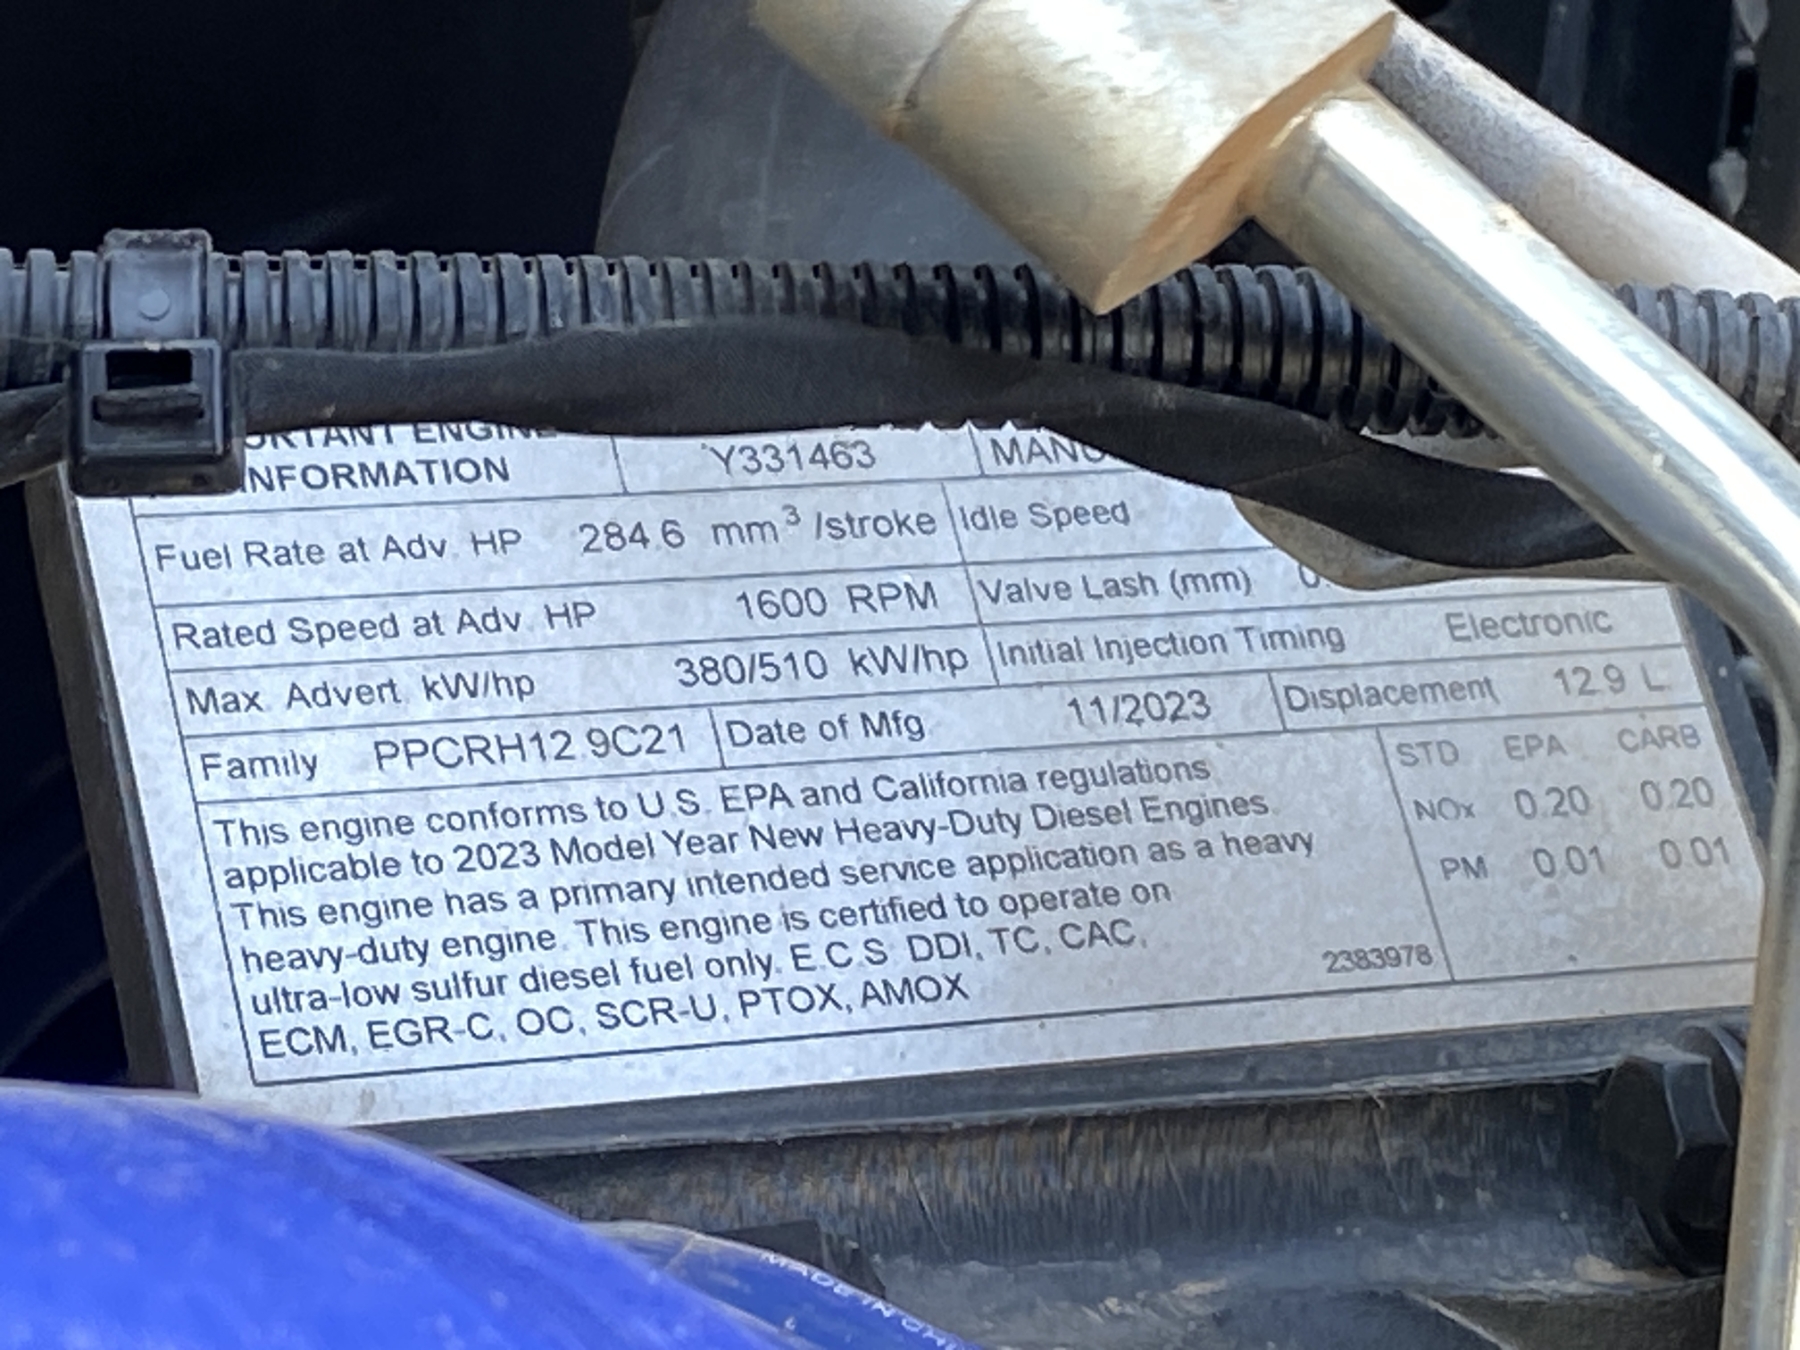 INFORMATION Y331463
Fuel Rate at Adv. HP 284.6 mm³ /stroke Idle Speed
Rated Speed at Adv. HP 1600 RPM Valve Lash (mm)
Max. Advert. kW/hp 380/510 kW/hp Initial Injection Timing Electronic
Family PPCRH12.9C21 Date of Mfg. 11/2023 Displacement 12.9 L
This engine conforms to U.S. EPA and California regulations
applicable to 2023 Model Year New Heavy-Duty Diesel Engines.
This engine has a primary intended service application as a heavy
heavy-duty engine. This engine is certified to operate on
ultra-low sulfur diesel fuel only. E.C.S. DDI, TC, CAC,
ECM, EGR-C, OC, SCR-U, PTOX, AMOX
2383978
STD EPA CARB
NOx 0.20 0.20
PM 0.01 0.01
MADE IN